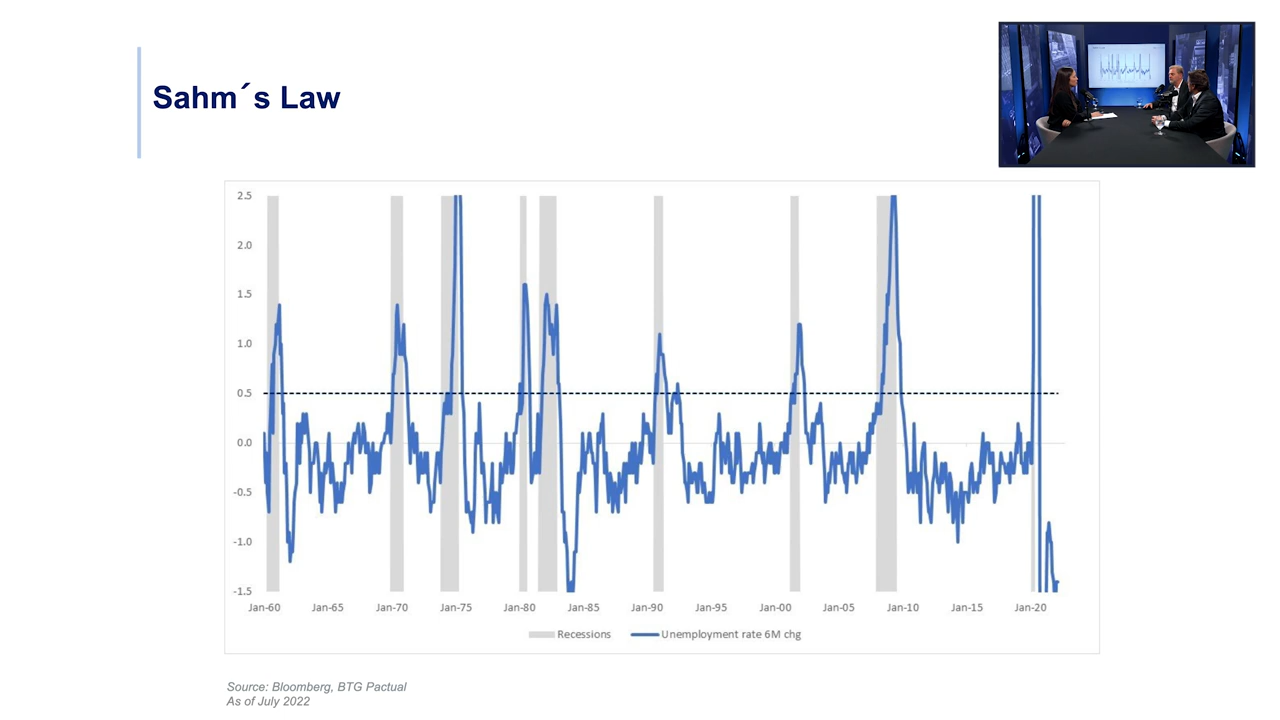 Sahm´s Law
2.5
2.0
1.5
1.0
0.5
0.0
-0.5
-1.0
-1.5
Jan-60 Jan-65 Jan-70 Jan-75 Jan-80 Jan-85 Jan-90 Jan-95 Jan-00 Jan-05 Jan-10 Jan-15 Jan-20
Recessions Unemployment rate 6M chg
Source: Bloomberg, BTG Pactual
As of July 2022